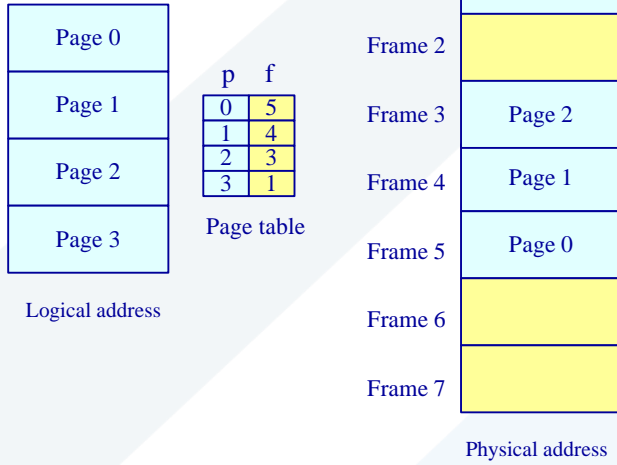 Page 0
Page 1
Page 2
Page 3
Logical address
p f
0 5
1 4
2 3
3 1
Page table
Frame 2
Frame 3 Page 2
Frame 4 Page 1
Frame 5 Page 0
Frame 6
Frame 7
Physical address